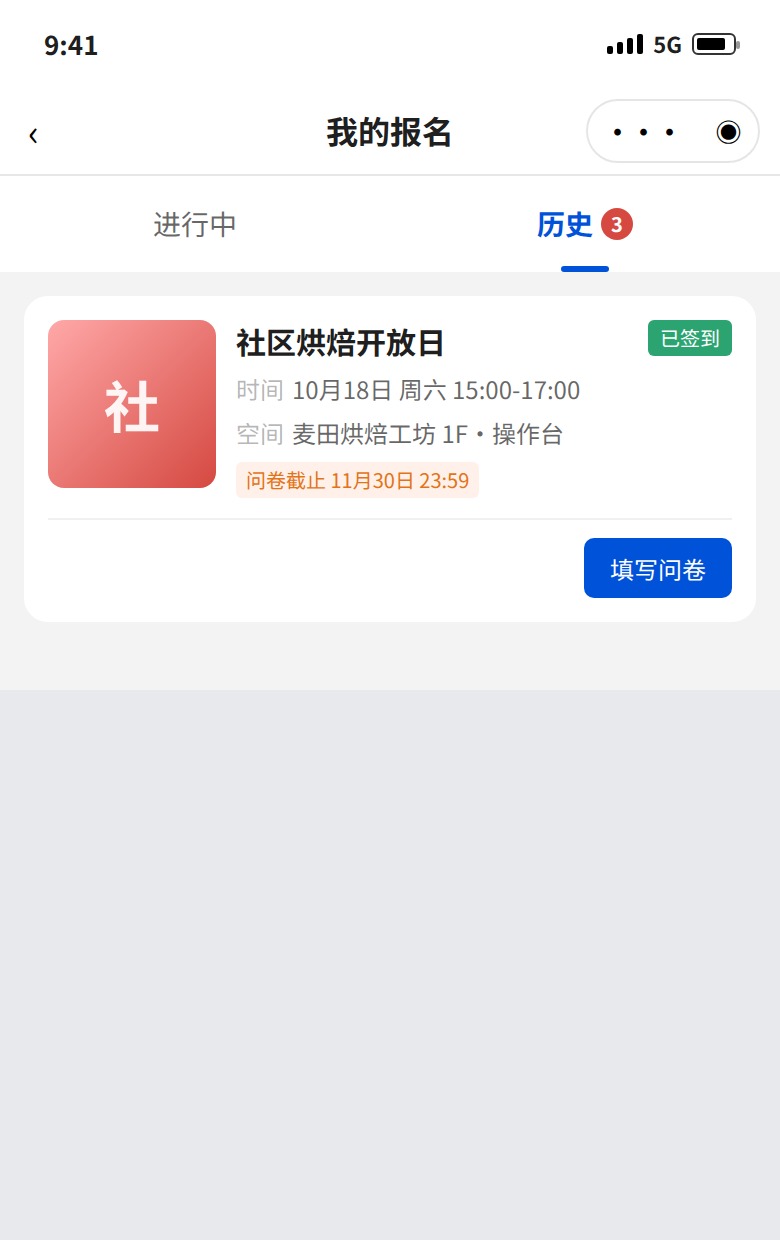 9:41
5G
‹
我的报名
进行中
历史 3
社
社区烘焙开放日
已签到
时间 10月18日 周六 15:00-17:00
空间 麦田烘焙工坊 1F·操作台
问卷截止 11月30日 23:59
填写问卷